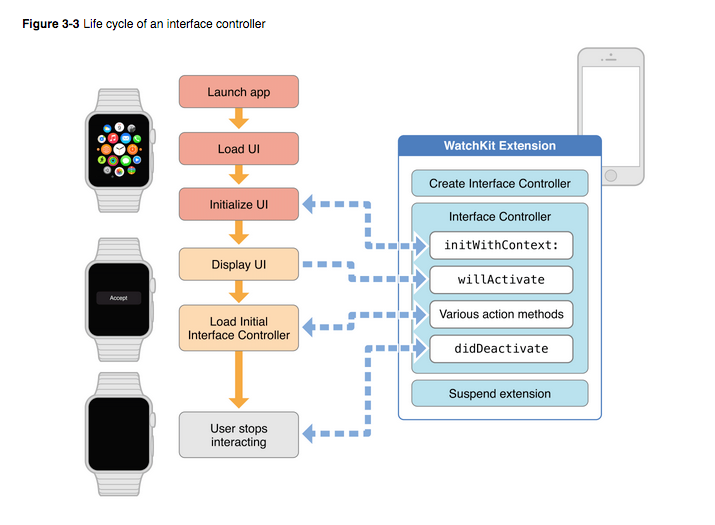 Figure 3-3 Life cycle of an interface controller
Launch app
Load UI
Initialize UI
Display UI
Load Initial
Interface Controller
User stops
interacting
Accept
WatchKit Extension
Create Interface Controller
Interface Controller
initWithContext:
willActivate
Various action methods
didDeactivate
Suspend extension